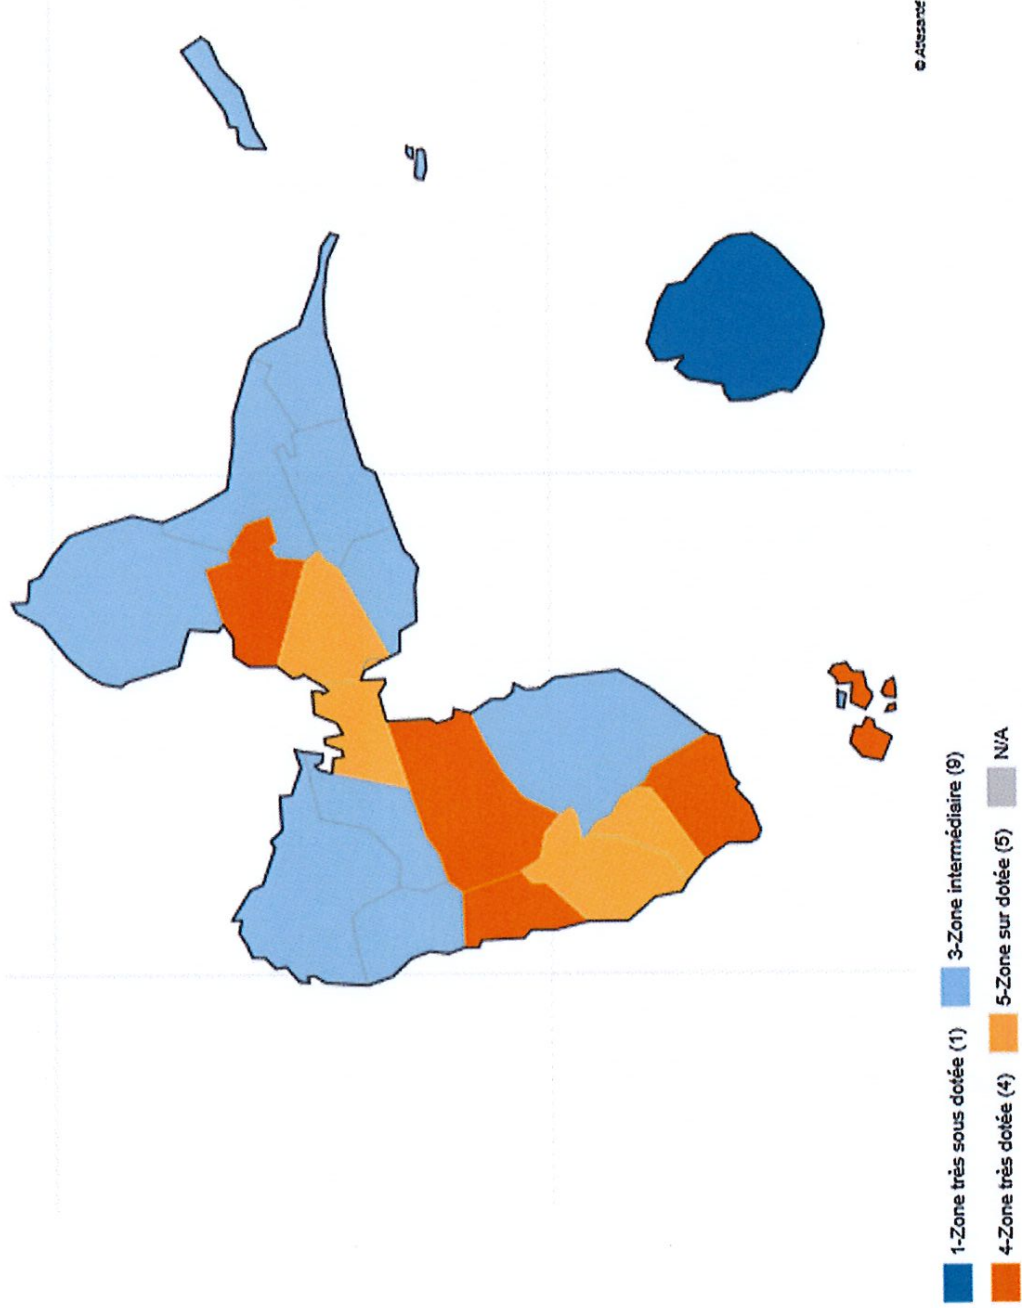 © Atlasanté
1-Zone très sous dotée (1)
3-Zone intermédiaire (9)
4-Zone très dotée (4)
5-Zone sur dotée (5)
N/A